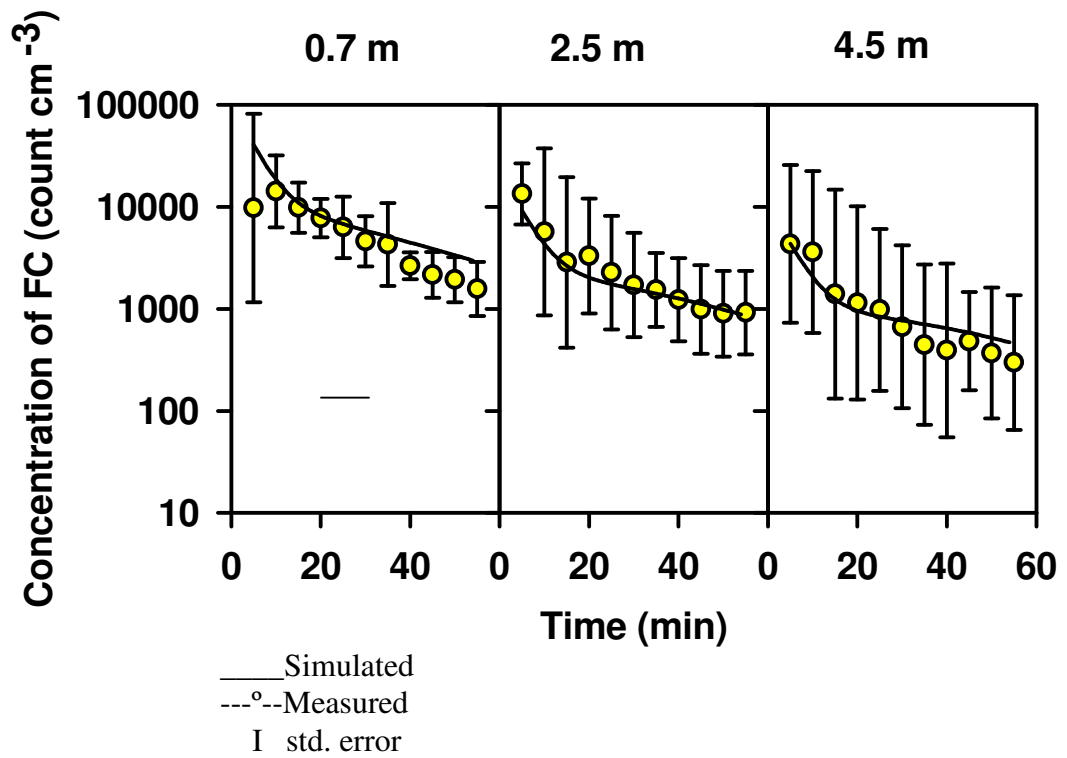 0.7 m 2.5 m 4.5 m
Concentration of FC (count cm⁻³)
100000
10000
1000
100
10
0 20 40 0 20 40 0 20 40 60
Time (min)
____Simulated
---º--Measured
I std. error